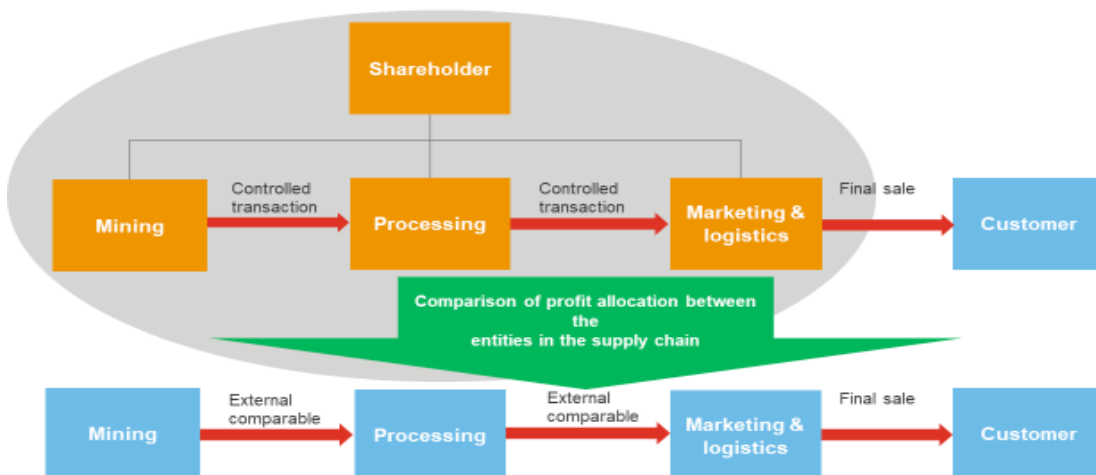 Shareholder
Controlled
transaction
Controlled
transaction
Final sale
Mining
Processing
Marketing &
logistics
Customer
Comparison of profit allocation between
the
entities in the supply chain
External
comparable
External
comparable
Final sale
Mining
Processing
Marketing &
logistics
Customer